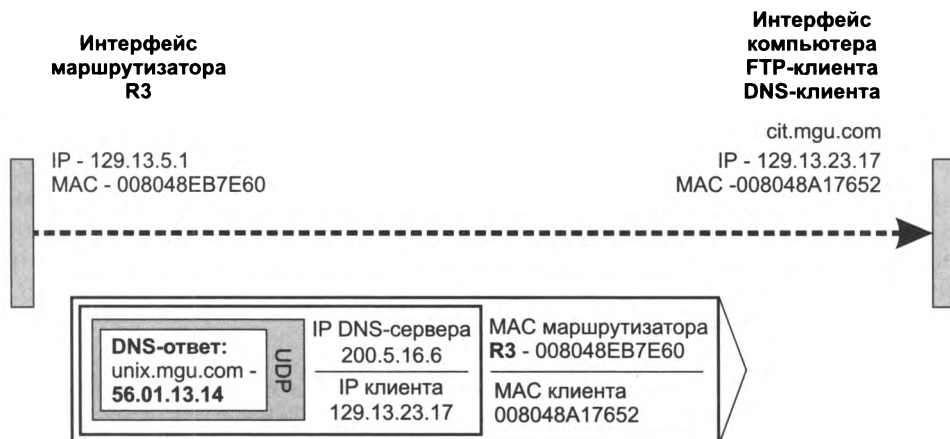 Интерфейс
маршрутизатора
R3
Интерфейс
компьютера
FTP-клиента
DNS-клиента
cit.mgu.com
IP - 129.13.5.1
MAC - 008048EB7E60
IP - 129.13.23.17
MAC -008048A17652
DNS-ответ:
unix.mgu.com -
56.01.13.14
UDP
IP DNS-сервера
200.5.16.6
IP клиента
129.13.23.17
MAC маршрутизатора
R3 - 008048EB7E60
MAC клиента
008048A17652